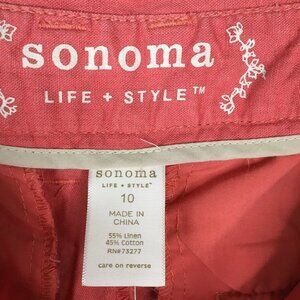 sonoma
LIFE + STYLE™
sonoma
LIFE + STYLE™
10
MADE IN
CHINA
55% Linen
45% Cotton
RN#73277
care on reverse